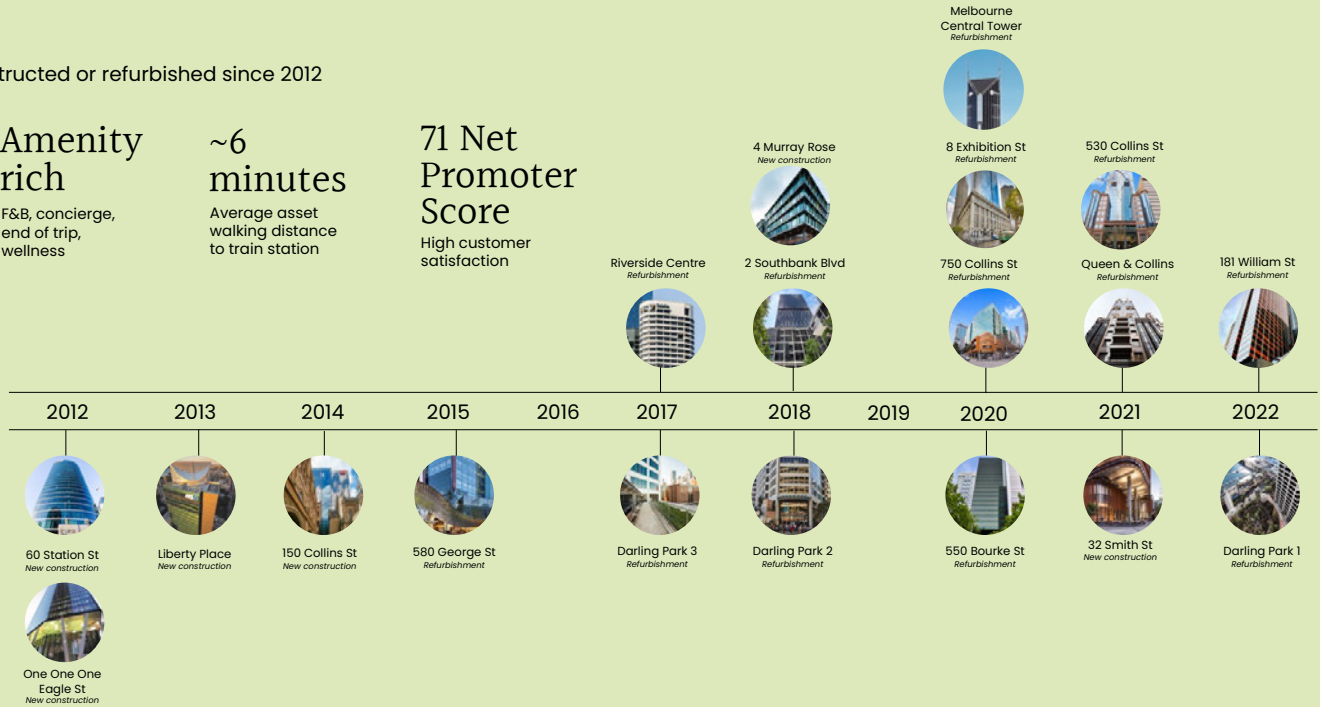 tructed or refurbished since 2012
Amenity
rich
F&B, concierge,
end of trip,
wellness
~6
minutes
Average asset
walking distance
to train station
71 Net
Promoter
Score
High customer
satisfaction
Melbourne
Central Tower
Refurbishment
4 Murray Rose
New construction
8 Exhibition St
Refurbishment
530 Collins St
Refurbishment
Riverside Centre
Refurbishment
2 Southbank Blvd
Refurbishment
750 Collins St
Refurbishment
Queen & Collins
Refurbishment
181 William St
Refurbishment
2012 2013 2014 2015 2016 2017 2018 2019 2020 2021 2022
60 Station St
New construction
Liberty Place
New construction
150 Collins St
New construction
580 George St
Refurbishment
Darling Park 3
Refurbishment
Darling Park 2
Refurbishment
550 Bourke St
Refurbishment
32 Smith St
New construction
Darling Park 1
Refurbishment
One One One
Eagle St
New construction